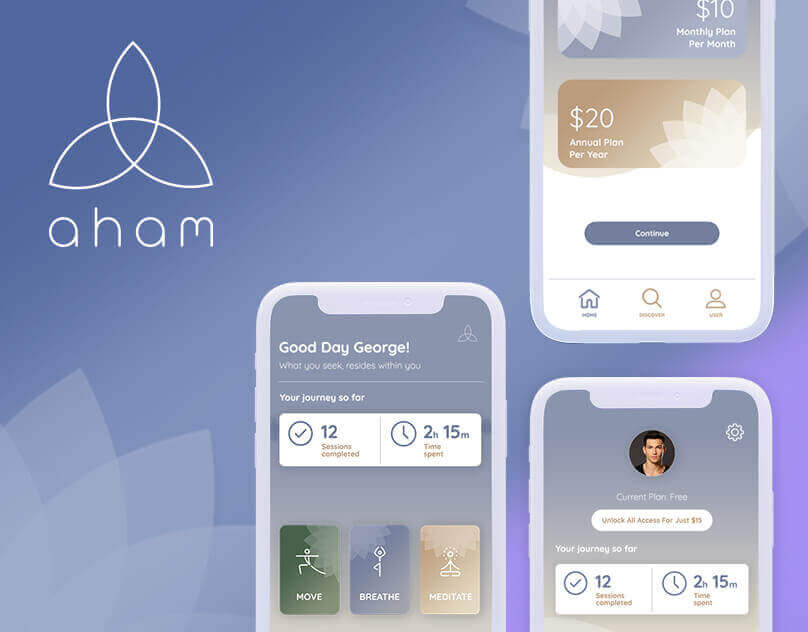 aham
$10
Monthly Plan
Per Month
$20
Annual Plan
Per Year
Continue
HOME
DISCOVER
USER
Good Day George!
What you seek, resides within you
Your journey so far
12
Sessions
completed
2h 15m
Time
spent
MOVE
BREATHE
MEDITATE
Current Plan: Free
Unlock All Access For Just $15
Your journey so far
12
Sessions
completed
2h 15m
Time
spent